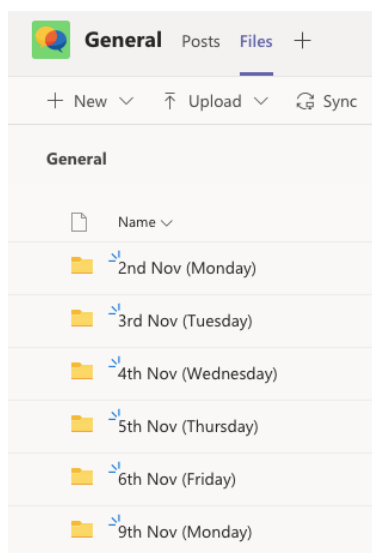 General Posts Files +
+ New Upload Sync
General
Name
2nd Nov (Monday)
3rd Nov (Tuesday)
4th Nov (Wednesday)
5th Nov (Thursday)
6th Nov (Friday)
9th Nov (Monday)